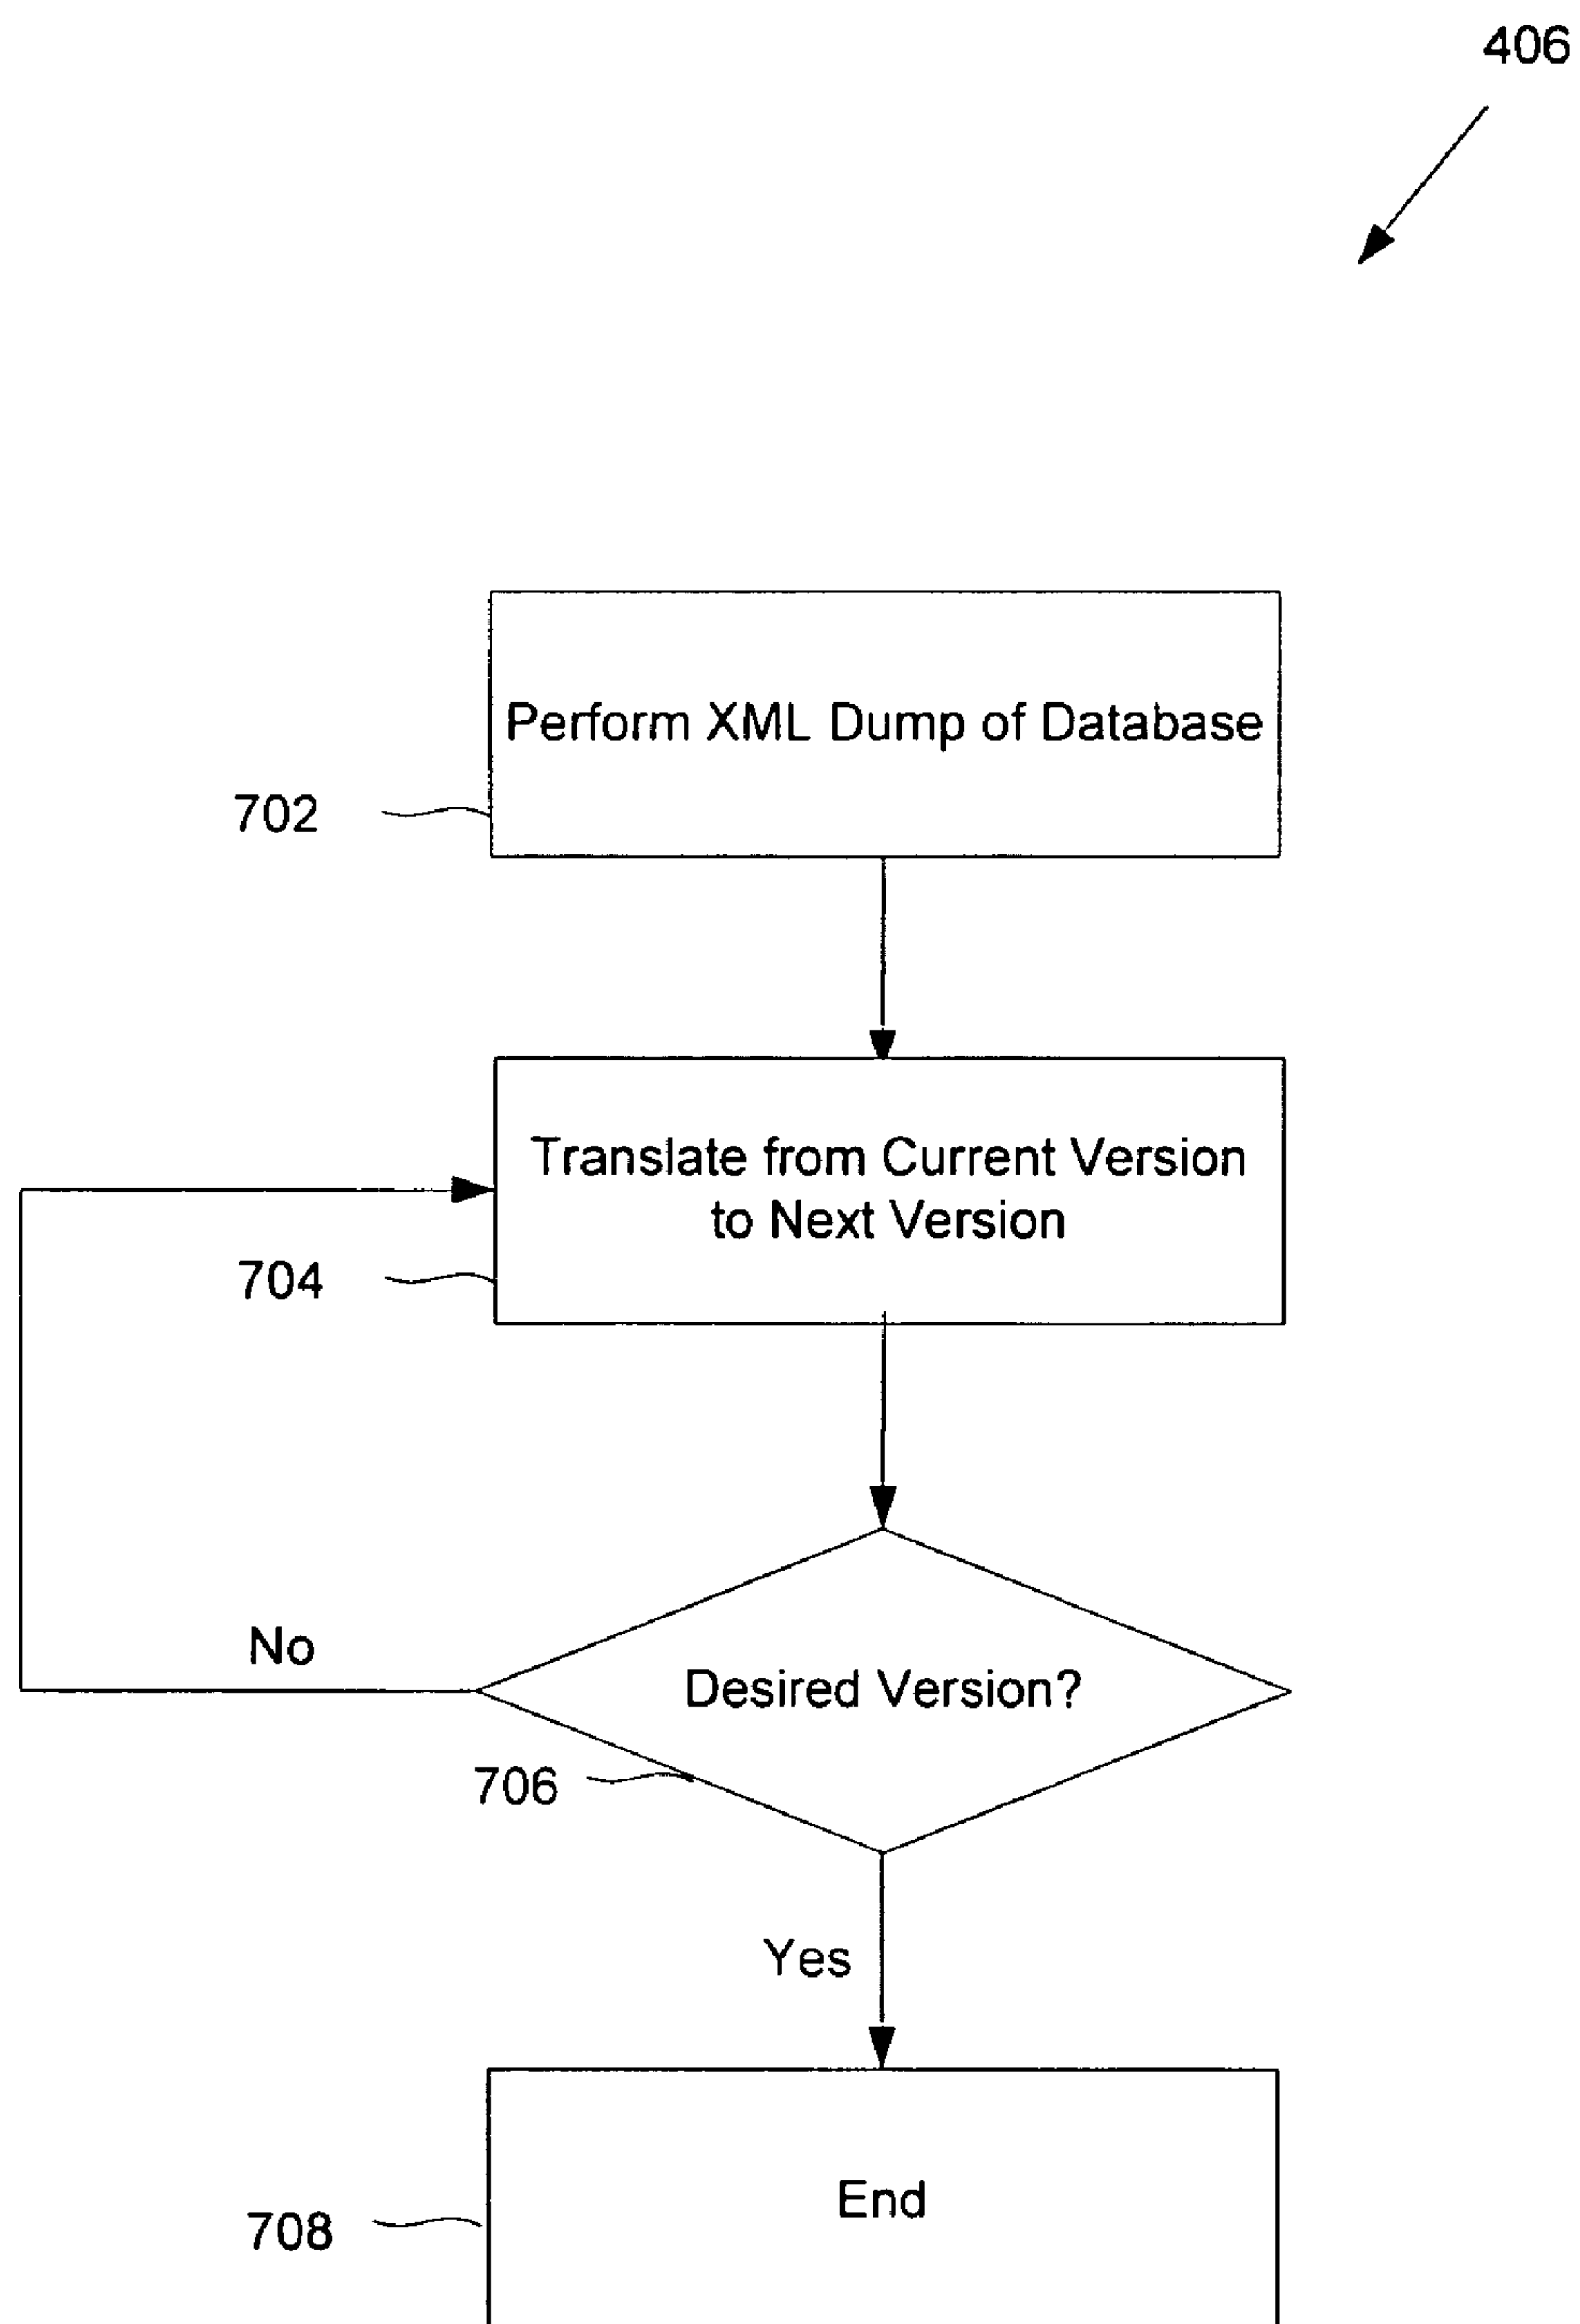 406
Perform XML Dump of Database
702
Translate from Current Version
to Next Version
704
No
Desired Version?
706
Yes
End
708